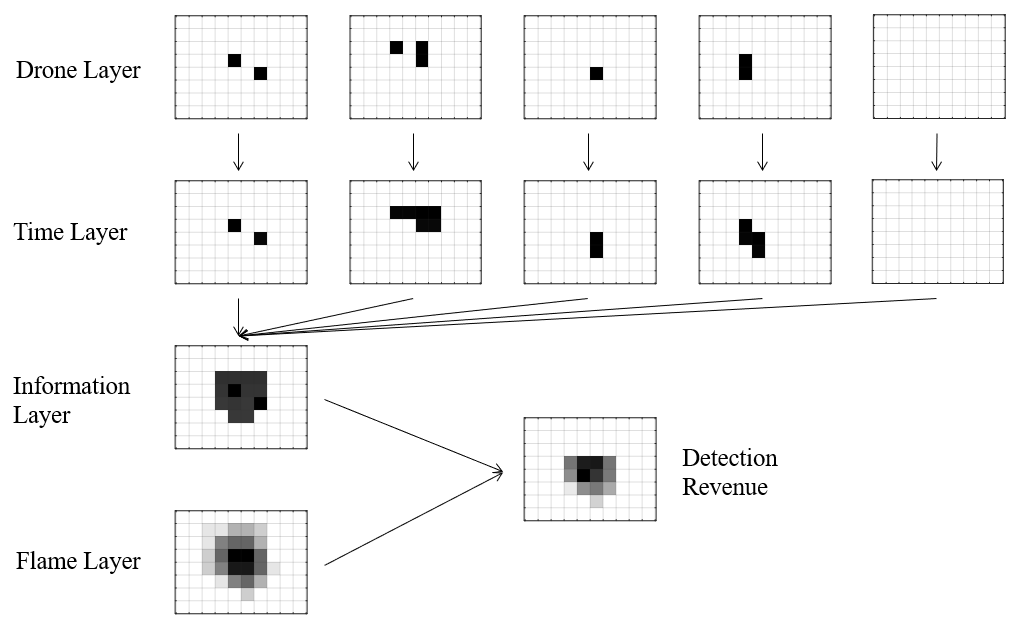 Drone Layer
Time Layer
Information
Layer
Detection
Revenue
Flame Layer